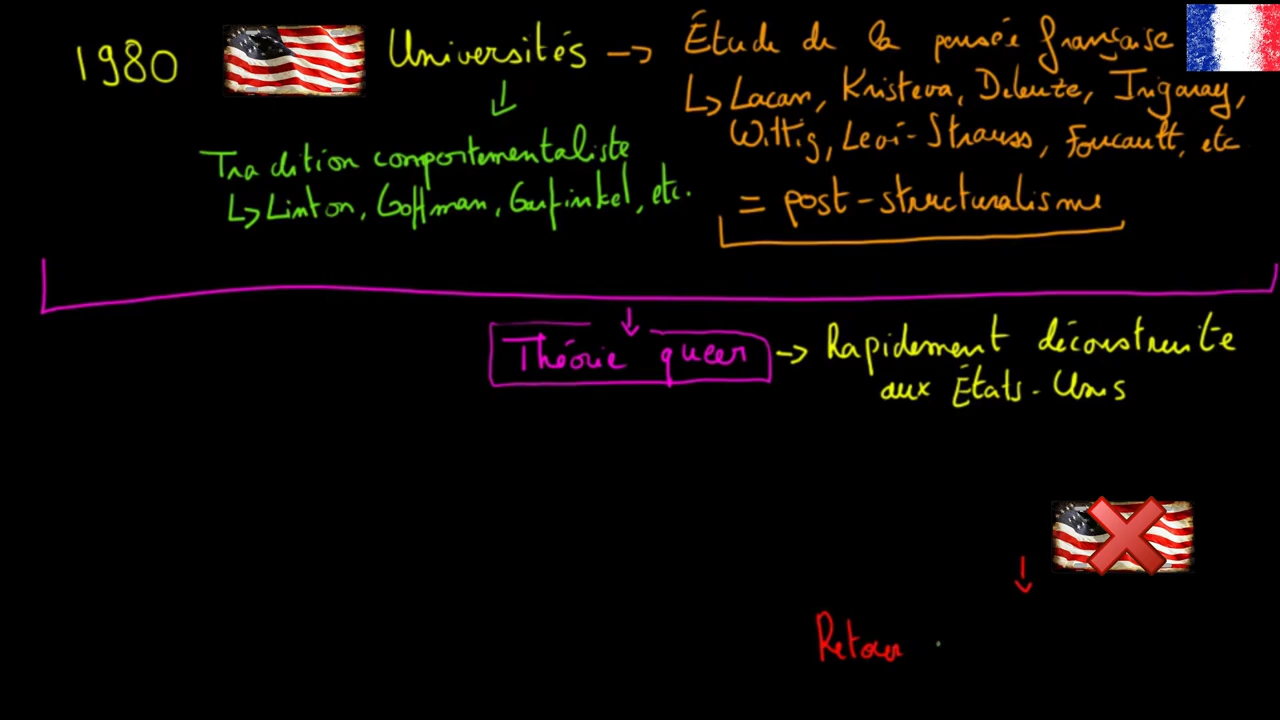 1980 Universités → Étude de la pensée française
↳ Lacan, Kristeva, Deleuze, Irigaray,
Wittig, Levi-Strauss, Foucault, etc
= post-structuralisme
Tradition comportementaliste
↳ Linton, Goffman, Garfinkel, etc.
Théorie queer → Rapidement déconstruite
aux États-Unis
Retour